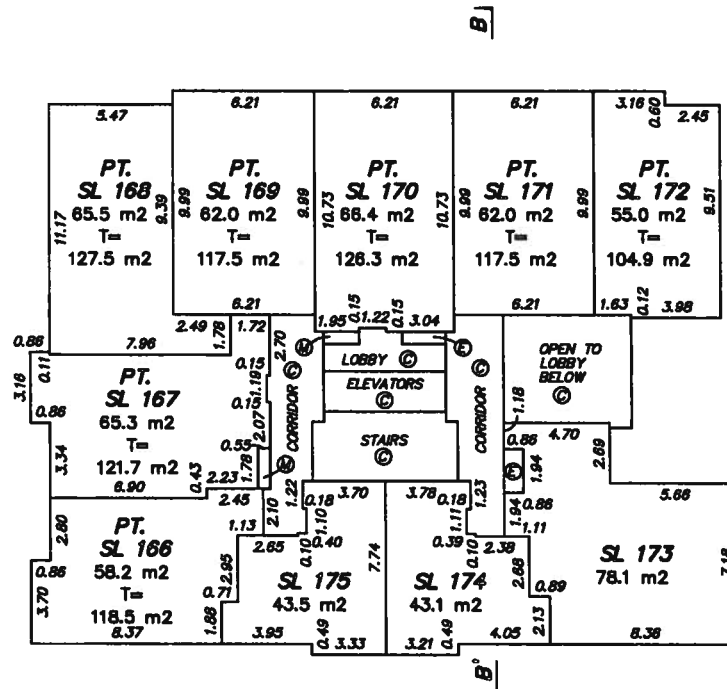 B
5.47
6.21
6.21
6.21
3.16
0.60
2.45
PT.
SL 168
65.5 m2
T=
127.5 m2
11.17
9.39
PT.
SL 169
62.0 m2
T=
117.5 m2
9.99
9.99
PT.
SL 170
66.4 m2
T=
126.3 m2
10.73
10.73
PT.
SL 171
62.0 m2
T=
117.5 m2
9.99
9.99
PT.
SL 172
55.0 m2
T=
104.9 m2
9.51
6.21
6.21
1.63
0.12
3.98
2.49
1.78
1.72
2.70
1.95
0.15
1.22
0.15
3.04
0.86
0.11
7.96
M
C
LOBBY C
E
C
OPEN TO
LOBBY
BELOW
C
3.16
0.86
PT.
SL 167
65.3 m2
T=
121.7 m2
0.15
1.19
0.15
2.07
CORRIDOR
ELEVATORS
C
STAIRS
C
CORRIDOR
1.18
4.70
0.86
2.69
3.34
6.90
0.43
2.23
0.55
1.78
M
1.22
E
1.94
5.66
2.80
2.45
2.10
0.18
3.70
3.78
0.18
1.23
1.94
0.86
PT.
SL 166
58.2 m2
T=
118.5 m2
1.13
2.65
1.10
0.10
0.40
1.11
0.39
0.10
2.38
1.11
0.86
3.70
2.95
0.71
1.88
SL 175
43.5 m2
7.74
SL 174
43.1 m2
2.68
0.89
2.13
SL 173
78.1 m2
7.18
8.37
3.95
0.49
3.33
3.21
0.49
4.05
8.36
B'